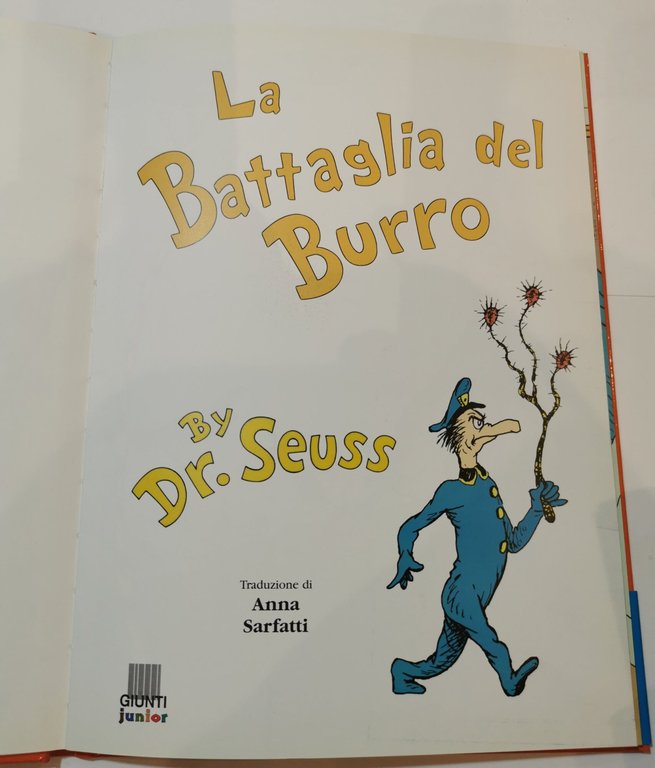 La
Battaglia del
Burro
By
Dr. Seuss
Traduzione di
Anna
Sarfatti
GIUNTI
junior